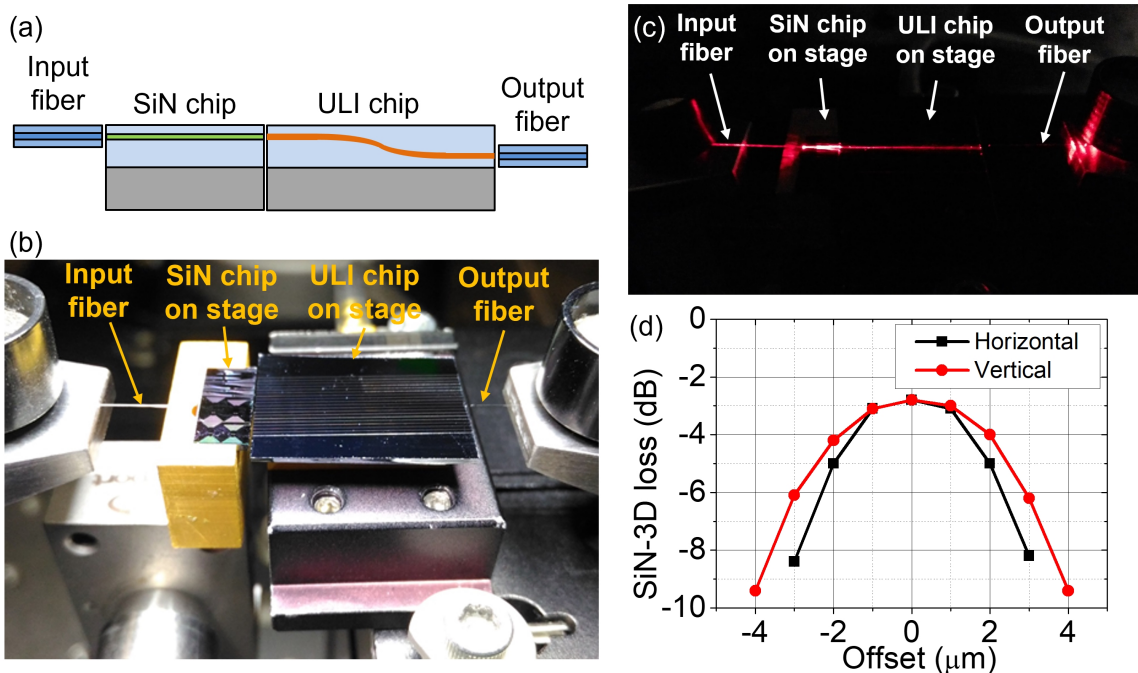 (a)
Input
fiber
SiN chip
ULI chip
Output
fiber
(b)
Input
fiber
SiN chip
on stage
ULI chip
on stage
Output
fiber
(c)
Input
fiber
SiN chip
on stage
ULI chip
on stage
Output
fiber
(d)
SiN-3D loss (dB)
0
-2
-4
-6
-8
-10
Horizontal
Vertical
-4 -2 0 2 4
Offset (μm)